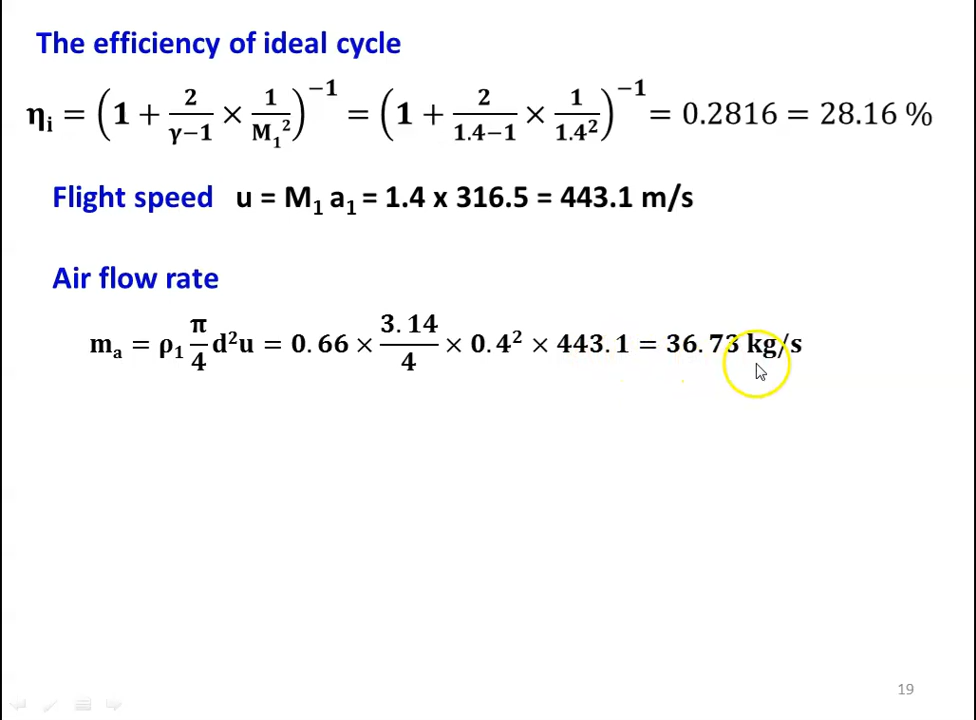 The efficiency of ideal cycle
ηᵢ = (1 + 2/(γ−1) × 1/M₁²)⁻¹ = (1 + 2/(1.4−1) × 1/1.4²)⁻¹ = 0.2816 = 28.16 %
Flight speed u = M₁ a₁ = 1.4 x 316.5 = 443.1 m/s
Air flow rate
mₐ = ρ₁ π/4 d²u = 0.66 × 3.14/4 × 0.4² × 443.1 = 36.73 kg/s
19